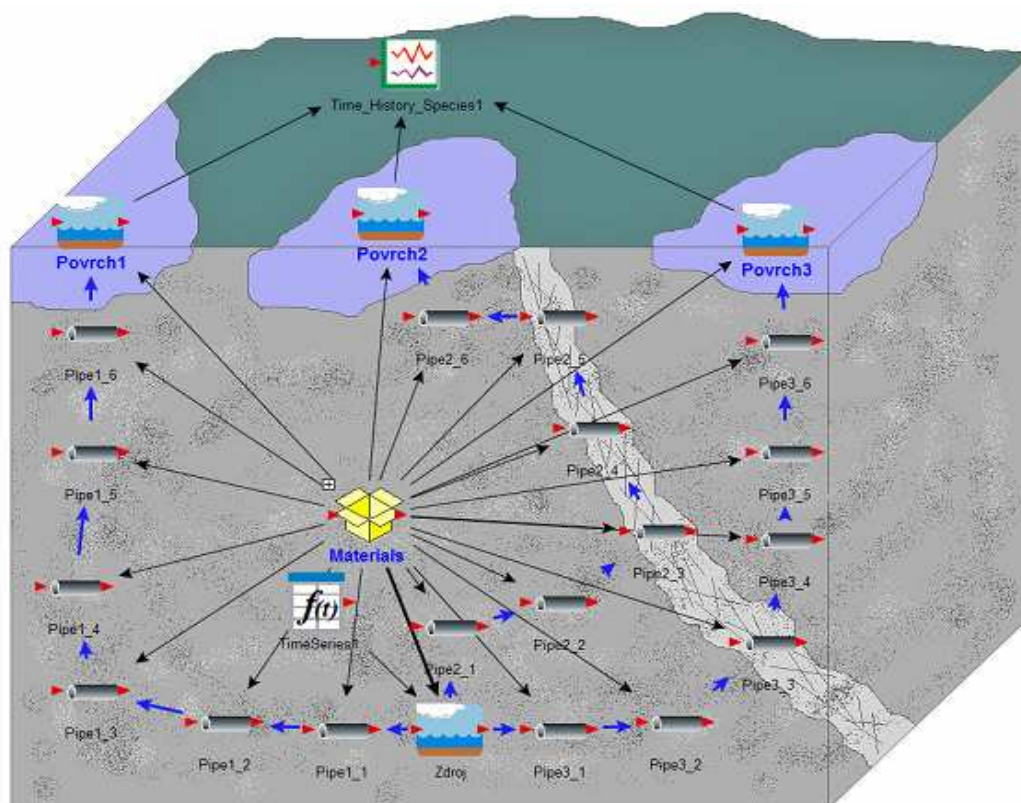 Time_History_Species1
Povrch1
Povrch2
Povrch3
Pipe1_6
Pipe2_6
Pipe2_5
Pipe3_6
Pipe2_4
Pipe1_5
Pipe3_5
Materials
Pipe2_3
Pipe3_4
f(t)
TimeSeries1
Pipe1_4
Pipe2_2
Pipe2_1
Pipe3_3
Pipe1_3
Pipe1_2
Pipe1_1
Zdroj
Pipe3_1
Pipe3_2